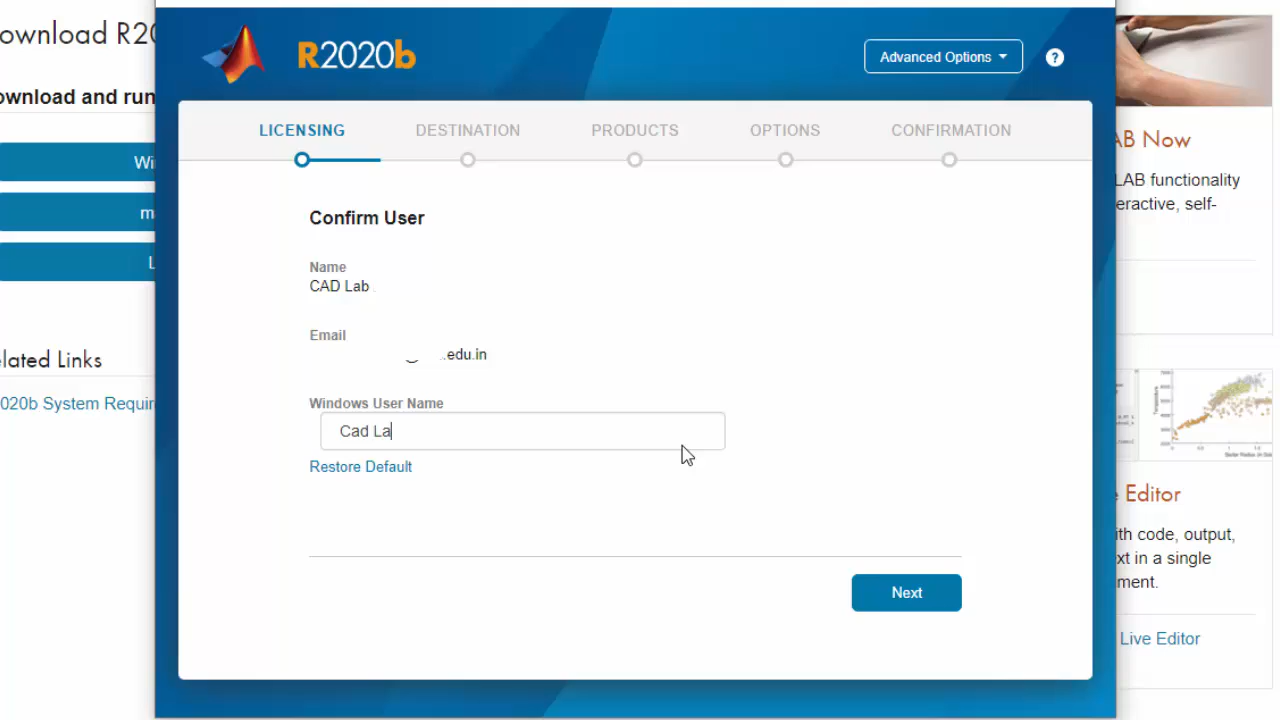 ownload R20
ownload and run
Wi
m
L
elated Links
020b System Requir
R2020b
Advanced Options
?
LICENSING
DESTINATION
PRODUCTS
OPTIONS
CONFIRMATION
Confirm User
Name
CAD Lab
Email
.edu.in
Windows User Name
Cad La
Restore Default
Next
AB Now
LAB functionality
eractive, self-
Editor
ith code, output,
xt in a single
ment.
Live Editor